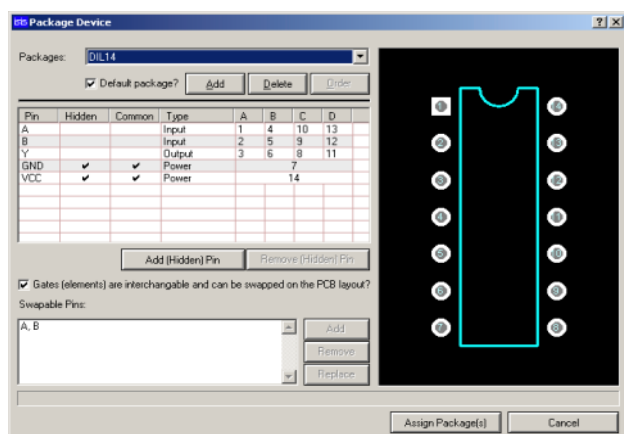 isis Package Device
Packages: DIL14
Default package? Add Delete Order
Pin Hidden Common Type A B C D
A Input 1 4 10 13
B Input 2 5 9 12
Y Output 3 6 8 11
GND ✔ ✔ Power 7
VCC ✔ ✔ Power 14
Add (Hidden) Pin Remove (Hidden) Pin
Gates (elements) are interchangable and can be swapped on the PCB layout?
Swapable Pins:
A, B
Add
Remove
Replace
1 14
2 13
3 12
4 11
5 10
6 9
7 8
Assign Package(s) Cancel